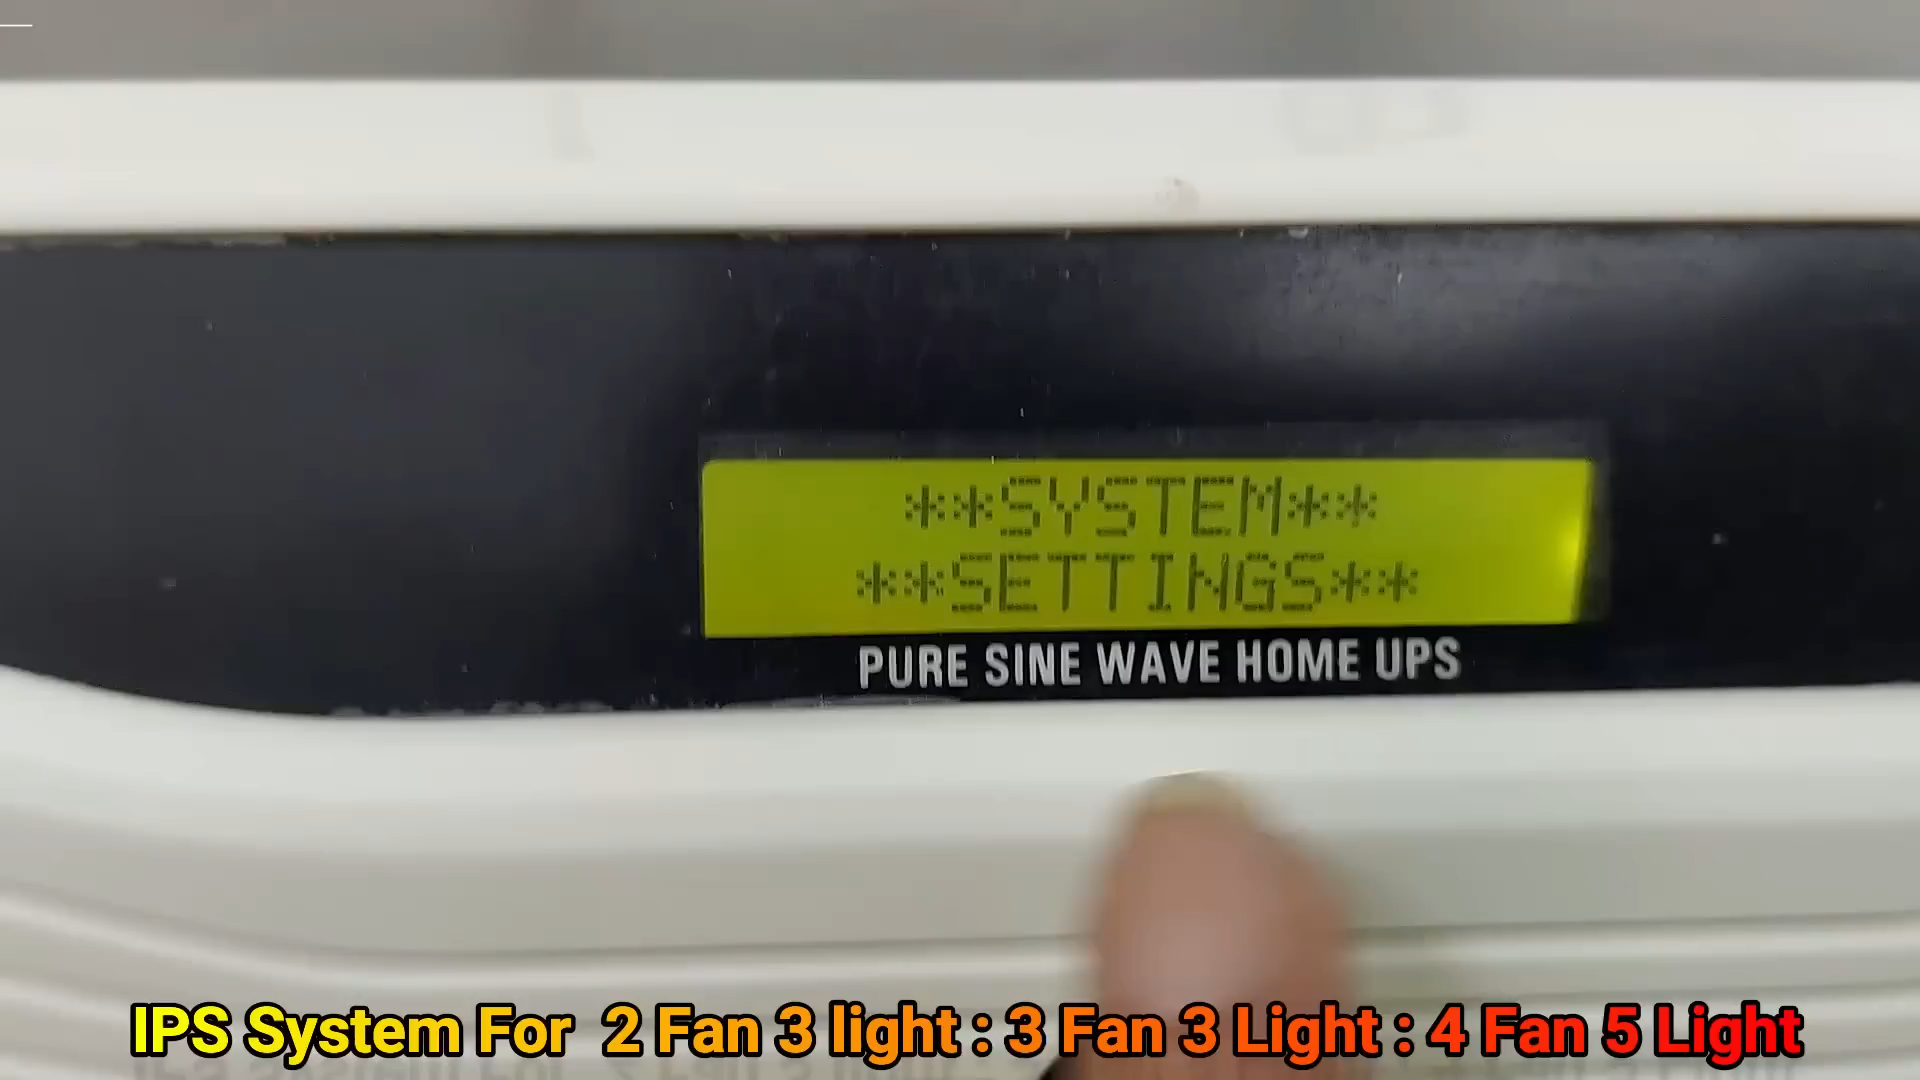 **SYSTEM**
**SETTINGS**
PURE SINE WAVE HOME UPS
IPS System For 2 Fan 3 light : 3 Fan 3 Light : 4 Fan 5 Light